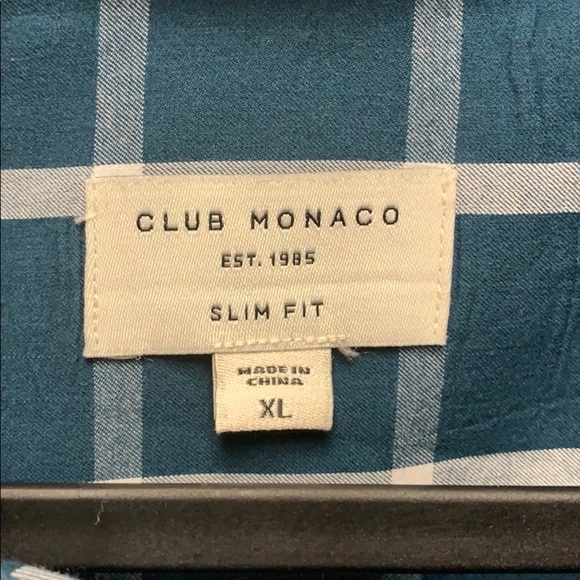 CLUB MONACO
EST. 1985
SLIM FIT
MADE IN
CHINA
XL